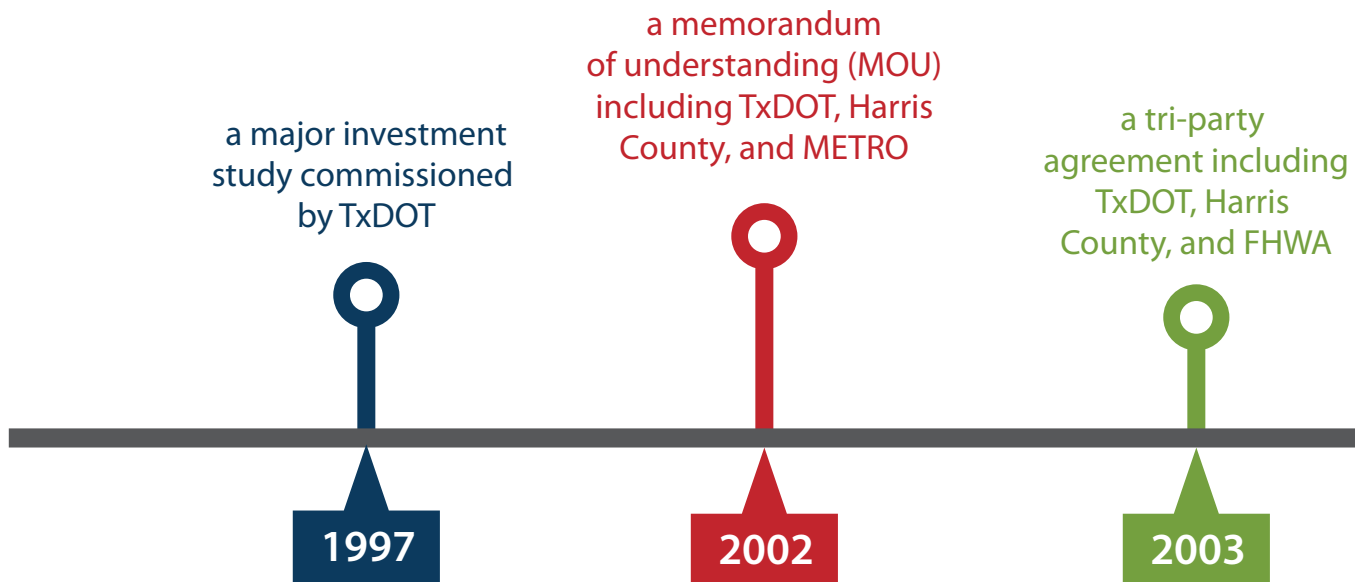 a major investment
study commissioned
by TxDOT
1997
a memorandum
of understanding (MOU)
including TxDOT, Harris
County, and METRO
2002
a tri-party
agreement including
TxDOT, Harris
County, and FHWA
2003